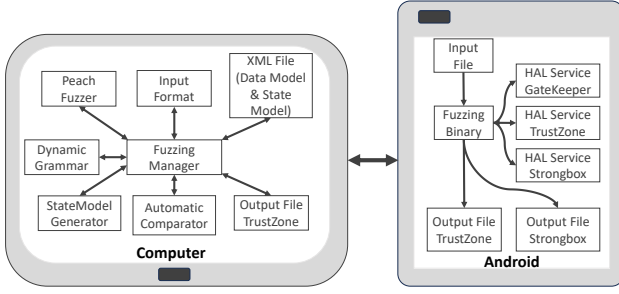 Peach
Fuzzer
Input
Format
XML File
(Data Model
& State
Model)
Dynamic
Grammar
Fuzzing
Manager
StateModel
Generator
Automatic
Comparator
Output File
TrustZone
Computer
Input
File
Fuzzing
Binary
HAL Service
GateKeeper
HAL Service
TrustZone
HAL Service
Strongbox
Output File
TrustZone
Output File
Strongbox
Android